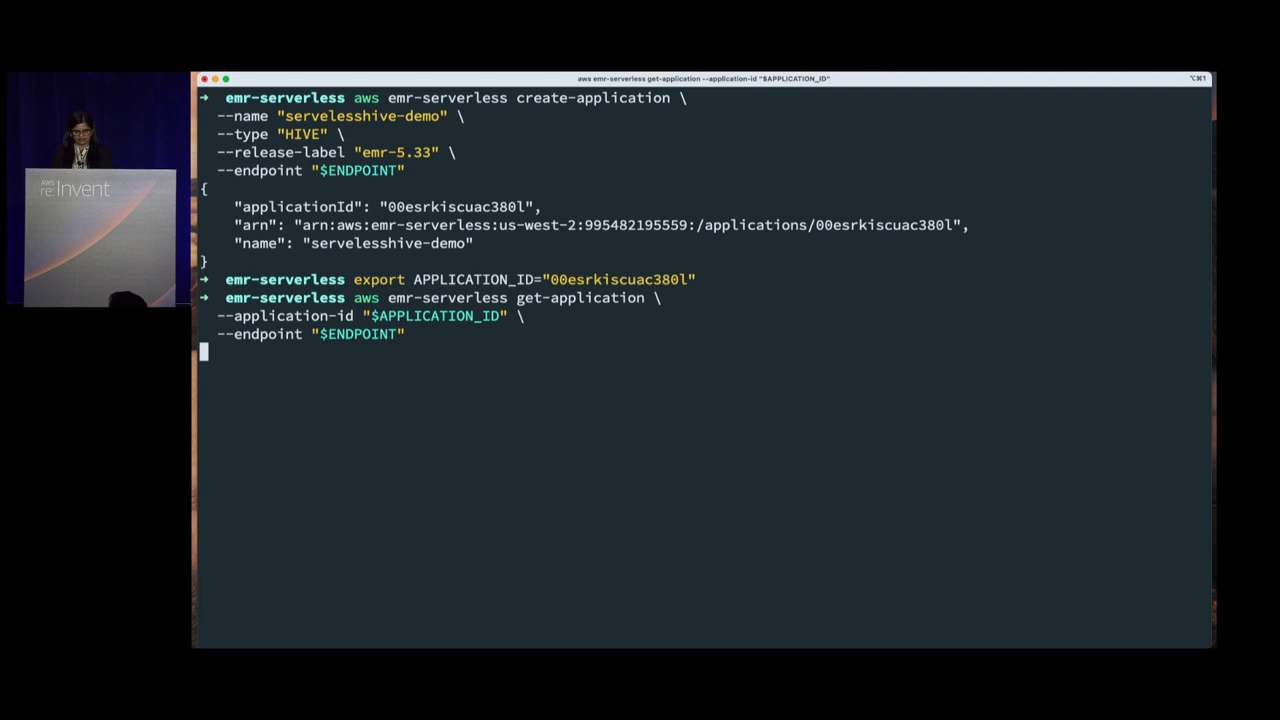 aws emr-serverless get-application --application-id "$APPLICATION_ID"
⌥⌘1
→ emr-serverless aws emr-serverless create-application \
--name "servelesshive-demo" \
--type "HIVE" \
--release-label "emr-5.33" \
--endpoint "$ENDPOINT"
{
"applicationId": "00esrkiscuac380l",
"arn": "arn:aws:emr-serverless:us-west-2:995482195559:/applications/00esrkiscuac380l",
"name": "servelesshive-demo"
}
→ emr-serverless export APPLICATION_ID="00esrkiscuac380l"
→ emr-serverless aws emr-serverless get-application \
--application-id "$APPLICATION_ID" \
--endpoint "$ENDPOINT"
AWS
re:Invent